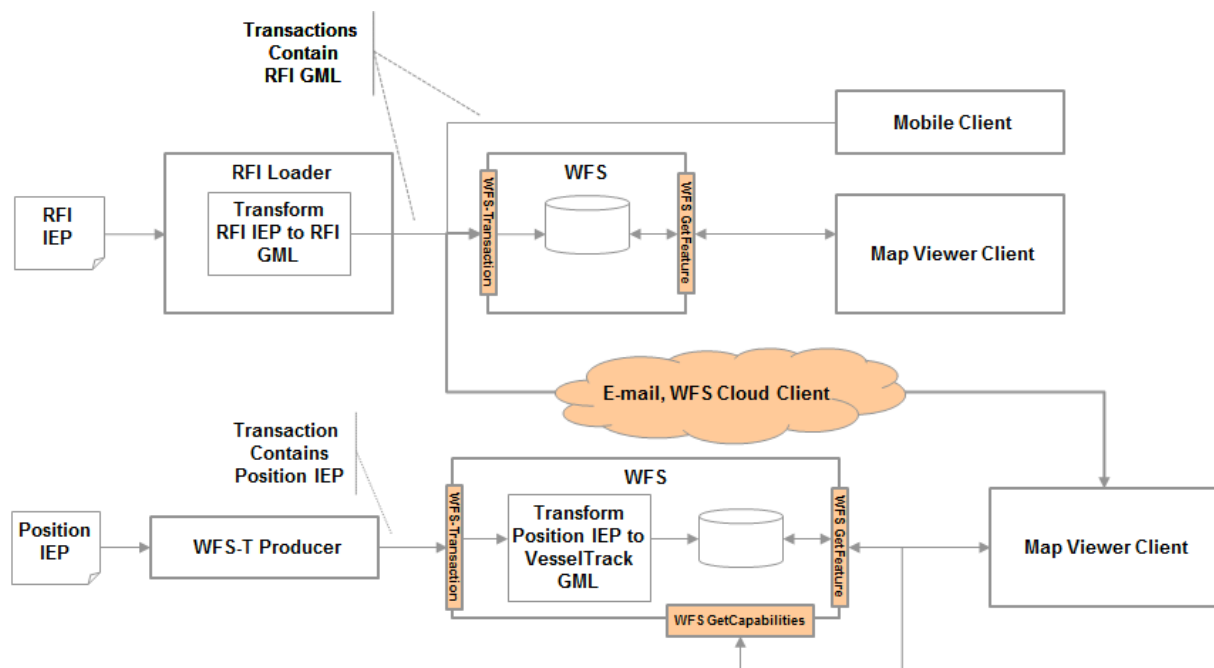 Transactions
Contain
RFI GML
Mobile Client
RFI Loader
WFS
RFI
IEP
Transform
RFI IEP to RFI
GML
WFS-Transaction
WFS GetFeature
Map Viewer Client
E-mail, WFS Cloud Client
Transaction
Contains
Position IEP
WFS
Position
IEP
WFS-T Producer
WFS-Transaction
Transform
Position IEP to
VesselTrack
GML
WFS GetFeature
Map Viewer Client
WFS GetCapabilities